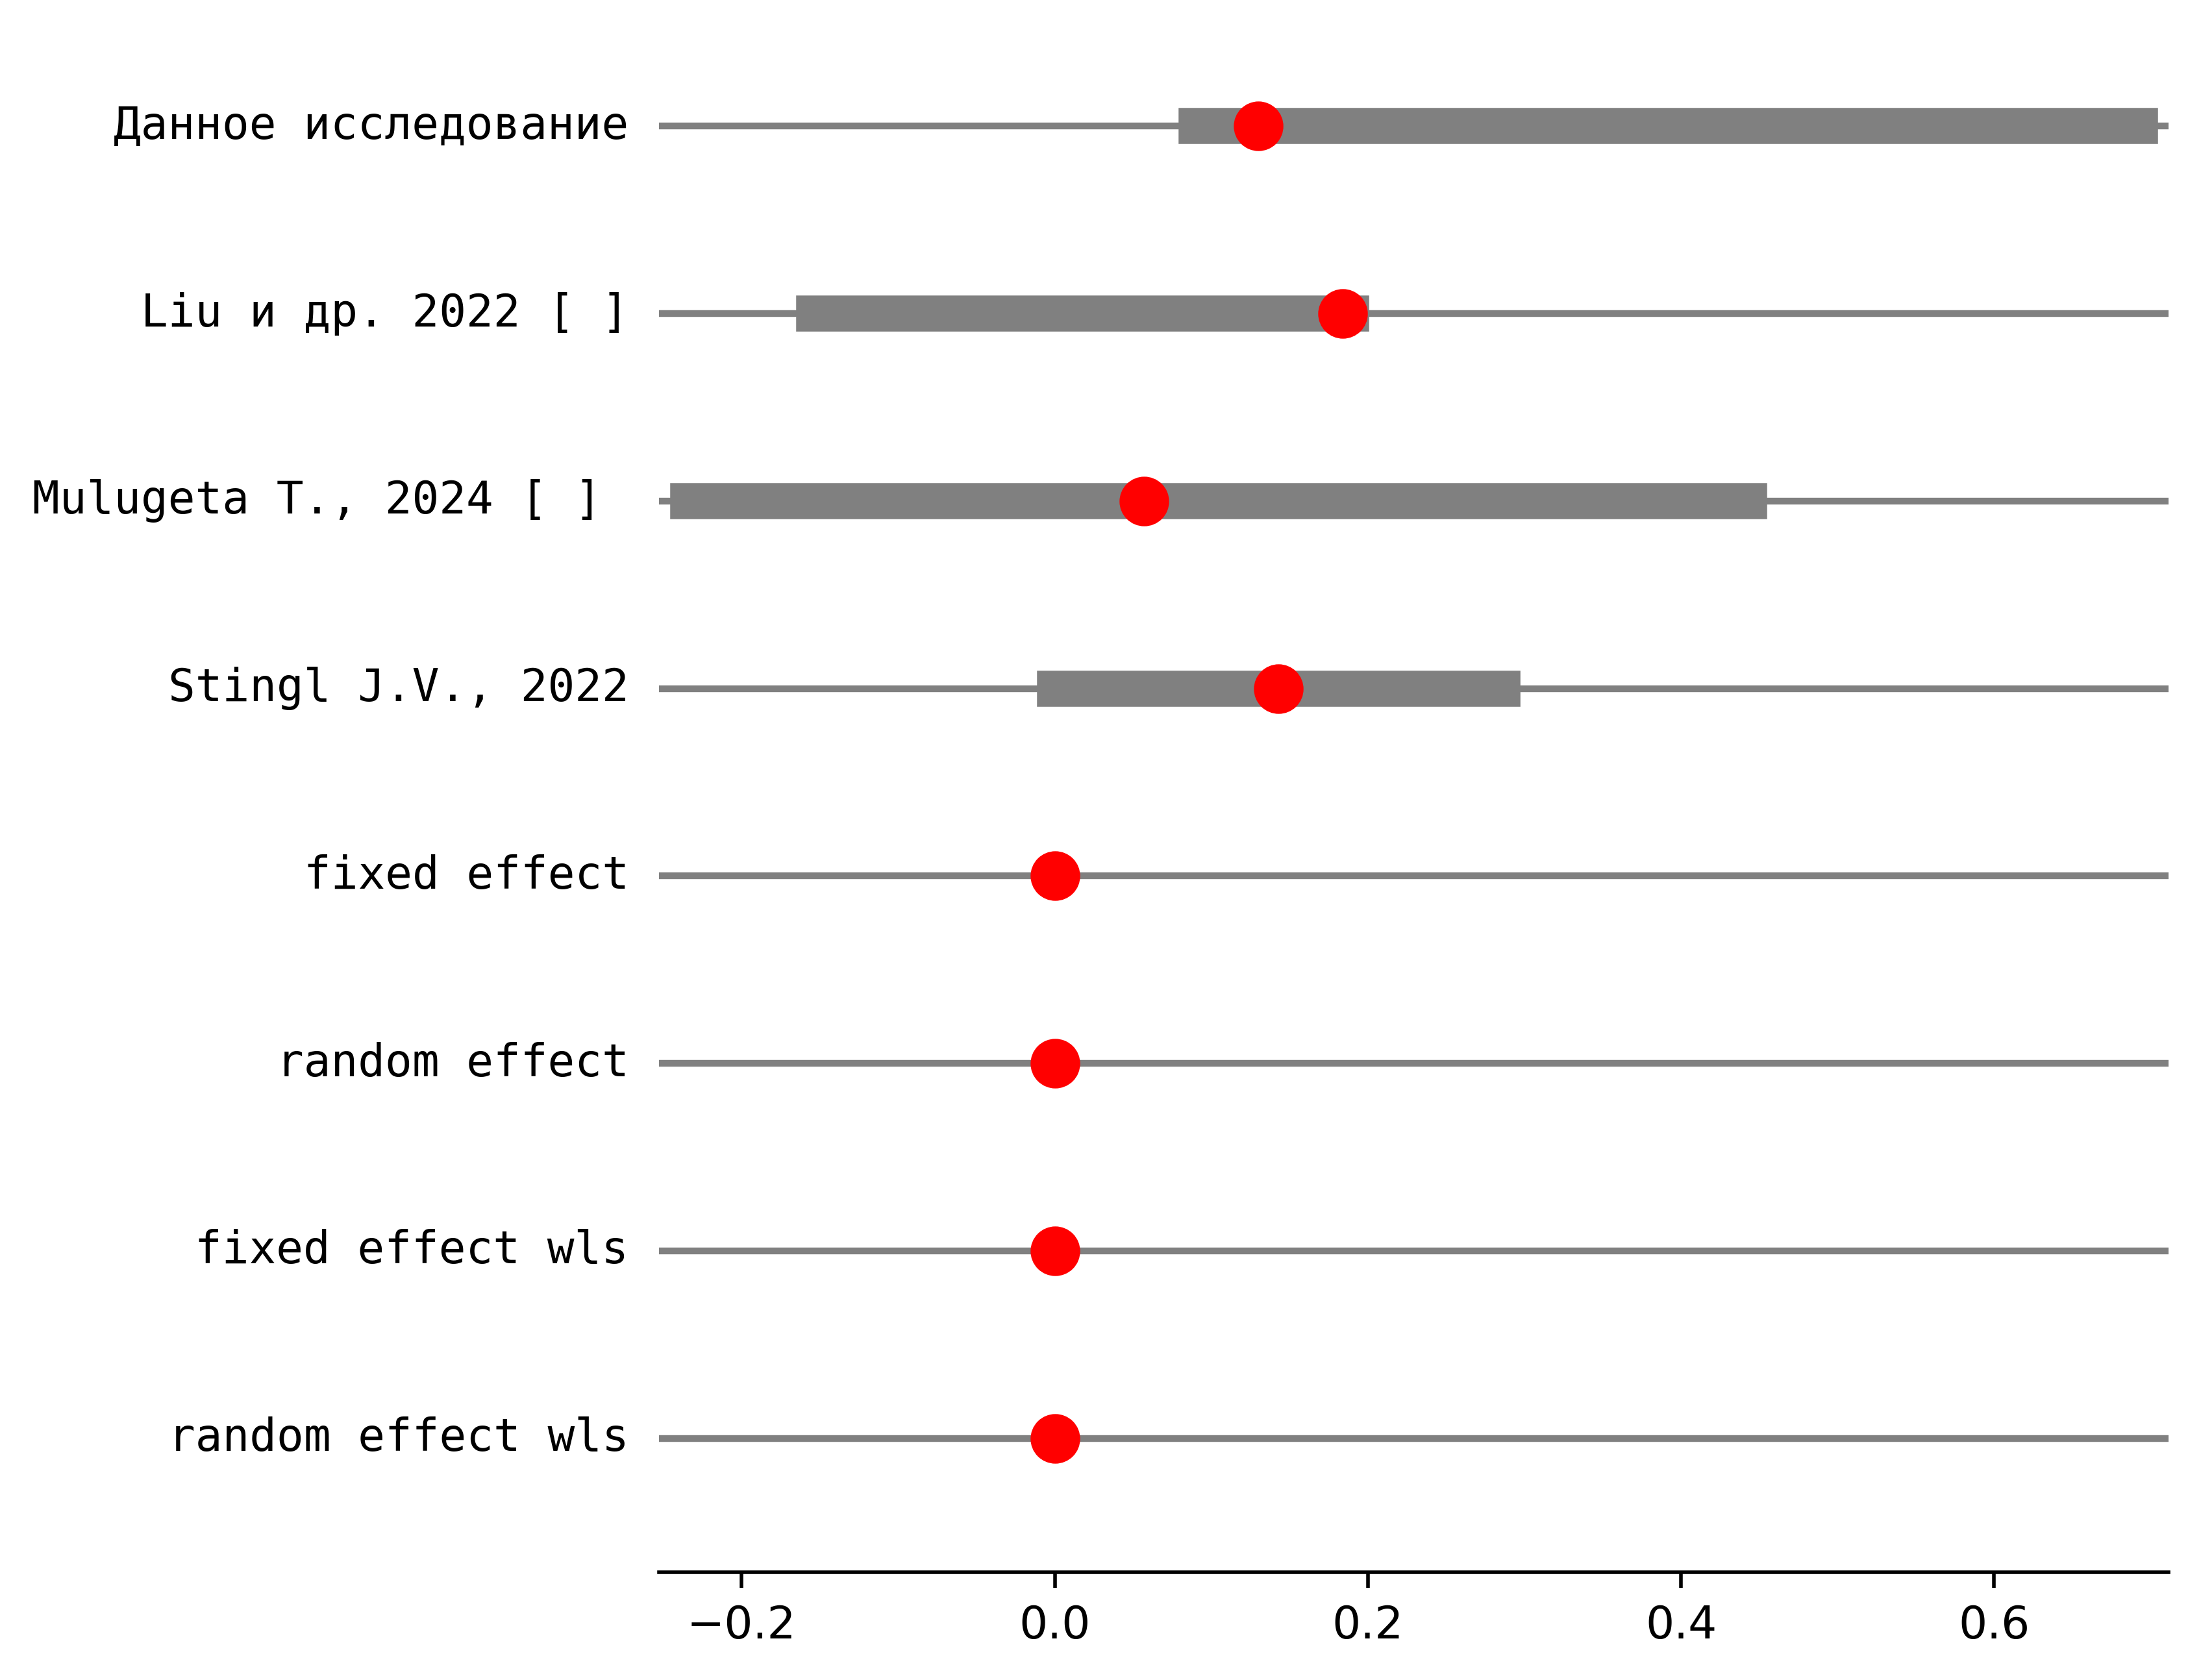 Данное исследование
Liu и др. 2022 [ ]
Mulugeta T., 2024 [ ]
Stingl J.V., 2022
fixed effect
random effect
fixed effect wls
random effect wls
−0.2 0.0 0.2 0.4 0.6